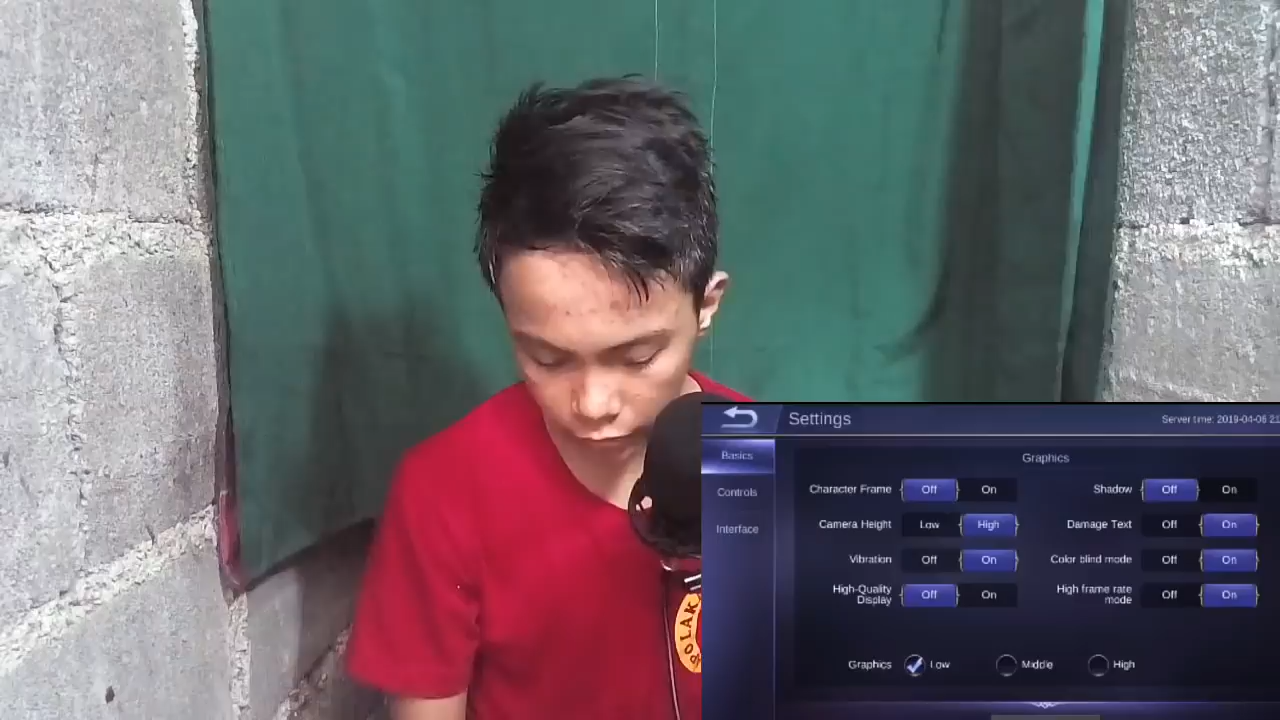 Settings
Server time: 2019-04-06 21
Basics
Controls
Interface
Graphics
Character Frame Off On
Shadow Off On
Camera Height Low High
Damage Text Off On
Vibration Off On
Color blind mode Off On
High-Quality
Display Off On
High frame rate
mode Off On
Graphics Low Middle High
OLAK